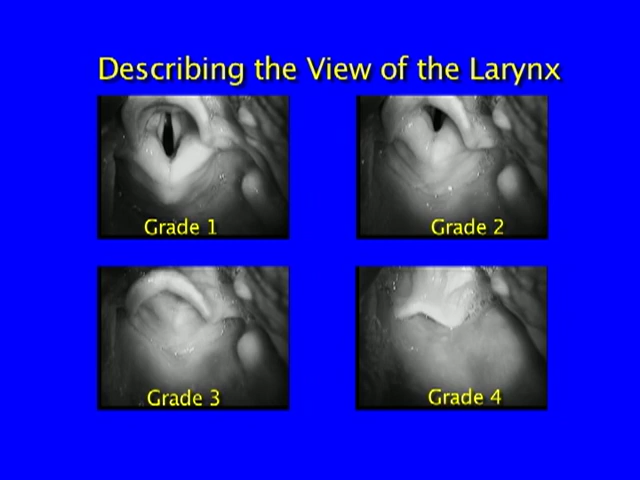 Describing the View of the Larynx
Grade 1
Grade 2
Grade 3
Grade 4